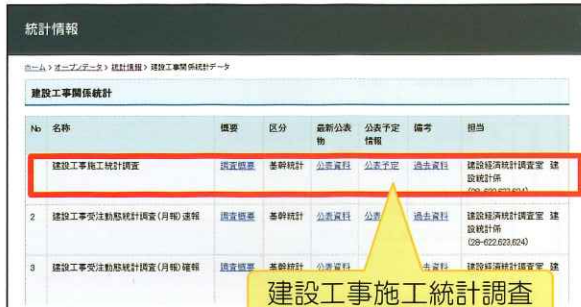 統計情報
ホーム > オープンデータ > 統計情報 > 建設工事関係統計データ
建設工事関係統計
No 名称 概要 区分 最新公表物 公表予定情報 備考 担当
建設工事施工統計調査 調査概要 基幹統計 公表資料 公表予定 過去資料 建設経済統計調査室 建設統計係
2 建設工事受注動態統計調査(月報)速報 調査概要 基幹統計 公表資料 公表 過去資料 建設経済統計調査室 建設統計係 (28-622,623,624)
3 建設工事受注動態統計調査(月報)確報 調査概要 基幹統計 公表資料 過去資料 建設経済統計調査室 建
建設工事施工統計調査